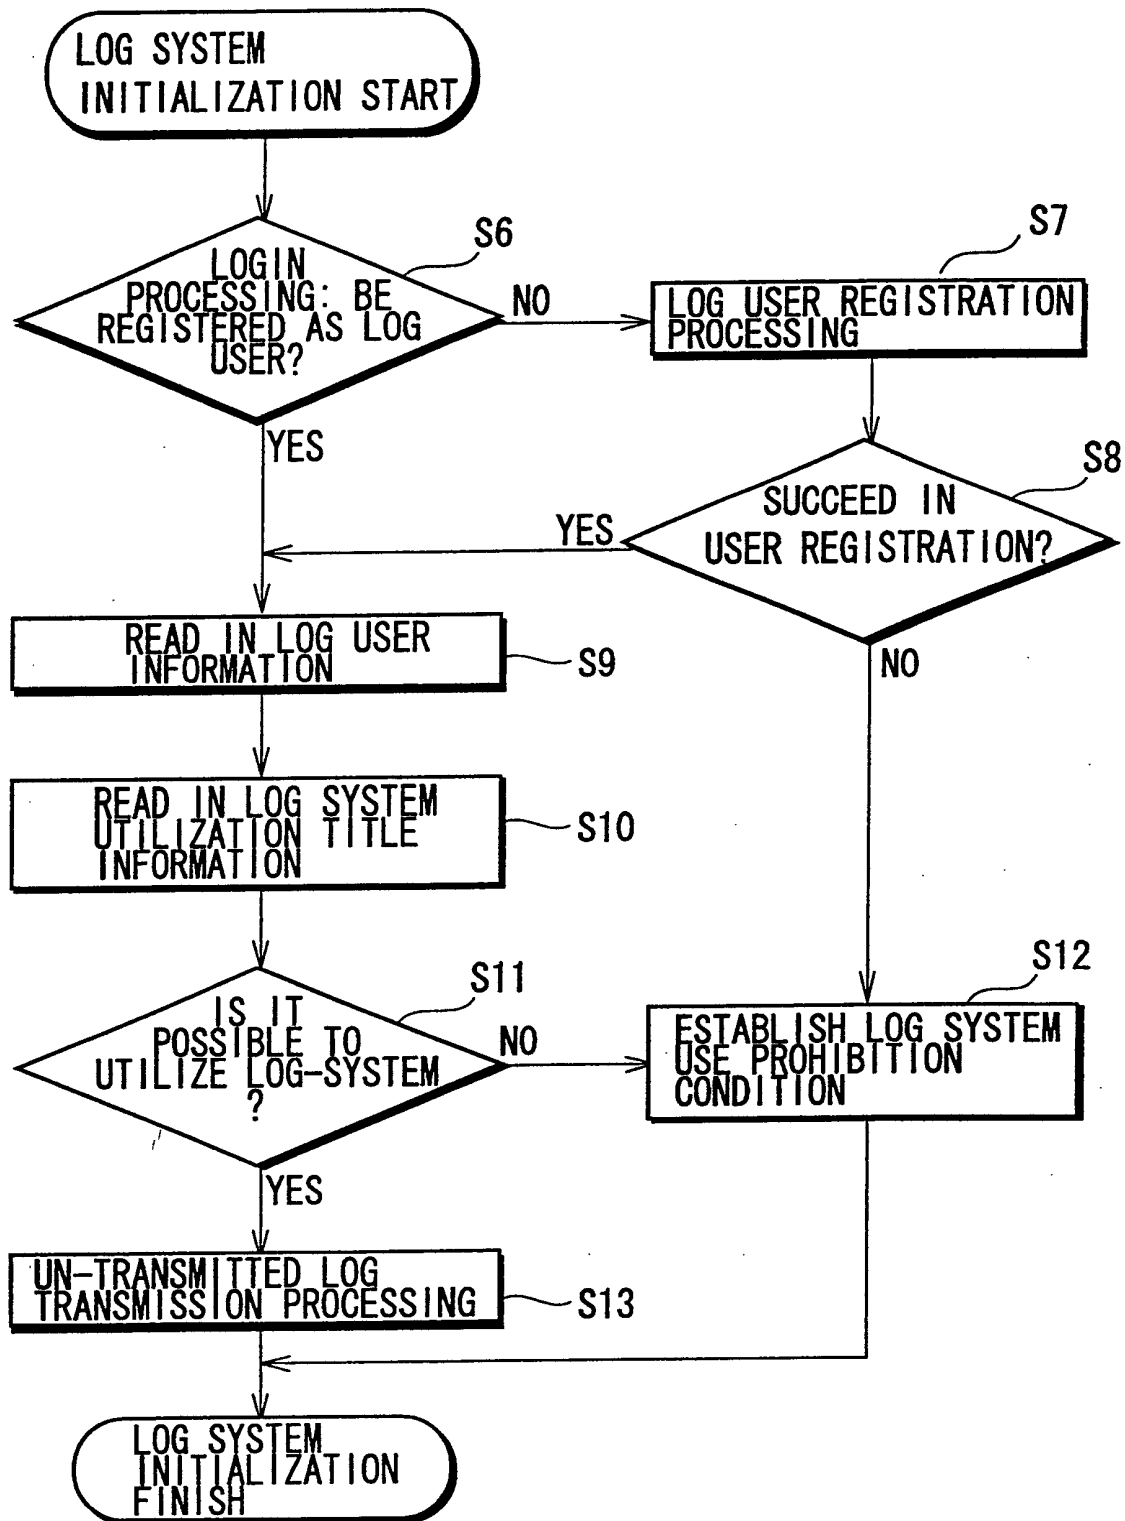 LOG SYSTEM
INITIALIZATION START
S6
LOGIN
PROCESSING: BE
REGISTERED AS LOG
USER?
NO
YES
S7
LOG USER REGISTRATION
PROCESSING
S8
SUCCEED IN
USER REGISTRATION?
YES
NO
READ IN LOG USER
INFORMATION
S9
READ IN LOG SYSTEM
UTILIZATION TITLE
INFORMATION
S10
S11
IS IT
POSSIBLE TO
UTILIZE LOG-SYSTEM
?
NO
YES
S12
ESTABLISH LOG SYSTEM
USE PROHIBITION
CONDITION
UN-TRANSMITTED LOG
TRANSMISSION PROCESSING
S13
LOG SYSTEM
INITIALIZATION
FINISH